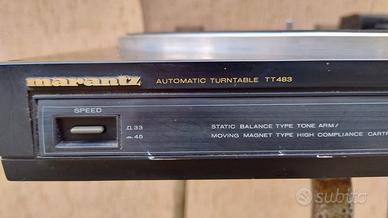 marantz AUTOMATIC TURNTABLE TT483
SPEED
33
45
STATIC BALANCE TYPE TONE ARM/
MOVING MAGNET TYPE HIGH COMPLIANCE CART
subito